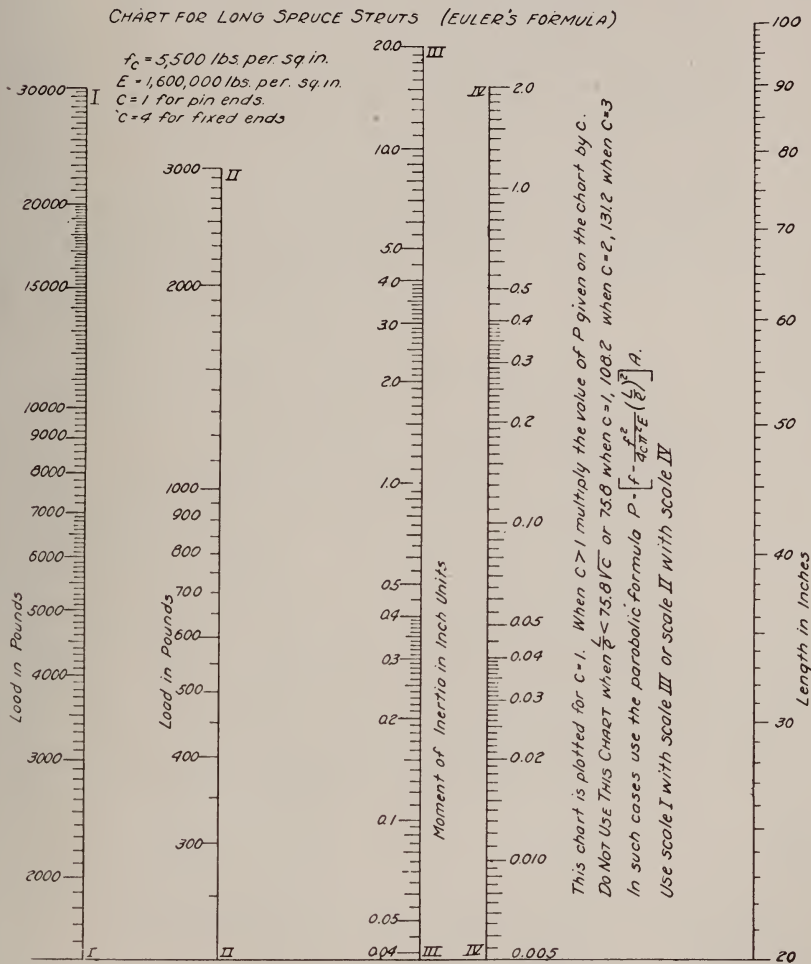 CHART FOR LONG SPRUCE STRUTS (EULER'S FORMULA)
fc = 5,500 lbs. per sq in.
E = 1,600,000 lbs. per. sq. in.
C = 1 for pin ends.
C = 4 for fixed ends
I
30000
20000
15000
10000
9000
8000
7000
6000
5000
4000
3000
2000
I
Load in Pounds
II
3000
2000
1000
900
800
700
600
500
400
300
II
Load in Pounds
III
20.0
10.0
5.0
4.0
3.0
2.0
1.0
0.5
0.4
0.3
0.2
0.1
0.05
0.04
III
Moment of Inertia in Inch Units
IV
2.0
1.0
0.5
0.4
0.3
0.2
0.10
0.05
0.04
0.03
0.02
0.010
0.005
IV
This chart is plotted for C=1. When C>1 multiply the value of P given on the chart by C.
DO NOT USE THIS CHART when L/ρ < 75.8√C or 75.8 when C=1, 108.2 when C=2, 131.2 when C=3
In such cases use the parabolic formula P = [f - f²/4Cπ²E (L/ρ)²] A.
Use scale I with scale III or scale II with scale IV
100
90
80
70
60
50
40
30
20
Length in Inches